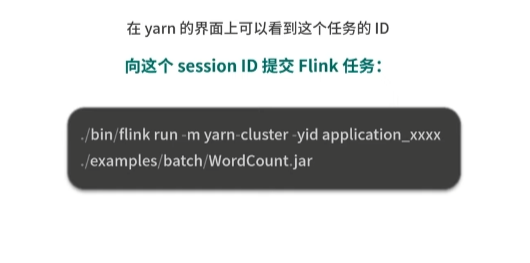 在 yarn 的界面上可以看到这个任务的 ID
向这个 session ID 提交 Flink 任务：
./bin/flink run -m yarn-cluster -yid application_xxxx
./examples/batch/WordCount.jar